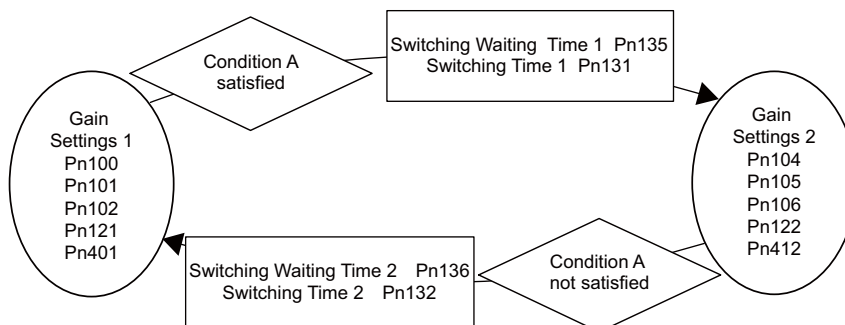 Condition A
satisfied
Switching Waiting Time 1 Pn135
Switching Time 1 Pn131
Gain
Settings 1
Pn100
Pn101
Pn102
Pn121
Pn401
Gain
Settings 2
Pn104
Pn105
Pn106
Pn122
Pn412
Switching Waiting Time 2 Pn136
Switching Time 2 Pn132
Condition A
not satisfied